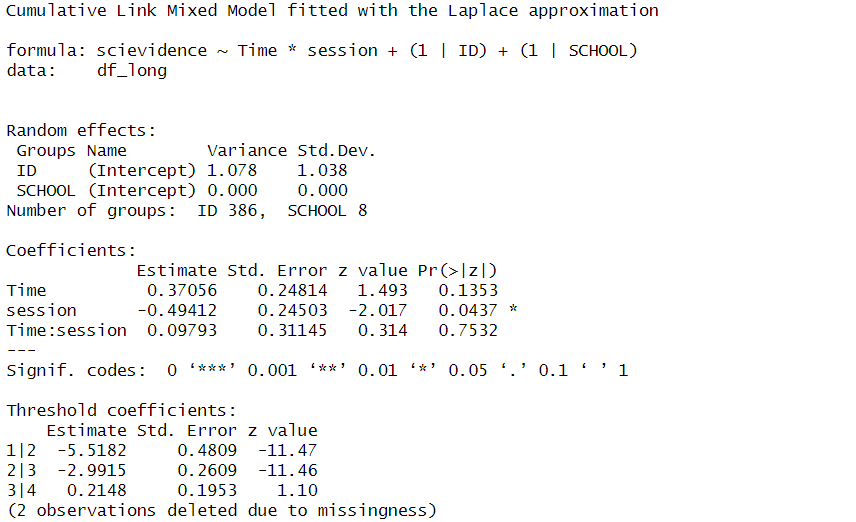 Cumulative Link Mixed Model fitted with the Laplace approximation
formula: scievidence ~ Time * session + (1 | ID) + (1 | SCHOOL)
data:    df_long
Random effects:
 Groups Name        Variance Std.Dev.
 ID     (Intercept) 1.078    1.038
 SCHOOL (Intercept) 0.000    0.000
Number of groups:  ID 386,  SCHOOL 8
Coefficients:
             Estimate Std. Error z value Pr(>|z|)
Time          0.37056    0.24814   1.493   0.1353
session      -0.49412    0.24503  -2.017   0.0437 *
Time:session  0.09793    0.31145   0.314   0.7532
---
Signif. codes:  0 ‘***’ 0.001 ‘**’ 0.01 ‘*’ 0.05 ‘.’ 0.1 ‘ ’ 1
Threshold coefficients:
    Estimate Std. Error z value
1|2  -5.5182     0.4809  -11.47
2|3  -2.9915     0.2609  -11.46
3|4   0.2148     0.1953    1.10
(2 observations deleted due to missingness)